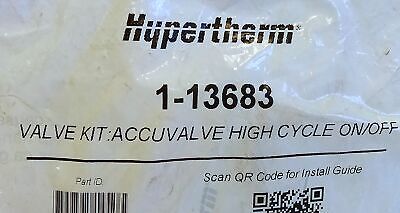 Hypertherm®
1-13683
VALVE KIT:ACCUVALVE HIGH CYCLE ON/OFF
Part ID
Scan QR Code for Install Guide